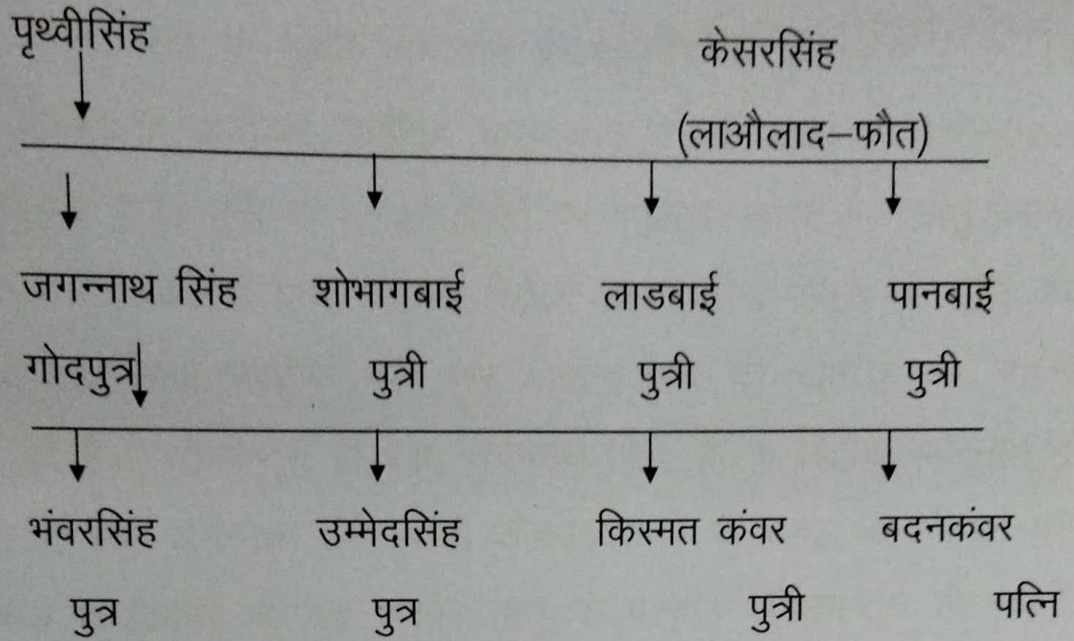 पृथ्वीसिंह
केसरसिंह
(लाऔलाद–फौत)
जगन्नाथ सिंह शोभागबाई लाडबाई पानबाई
गोदपुत्र पुत्री पुत्री पुत्री
भंवरसिंह उम्मेदसिंह किस्मत कंवर बदनकंवर
पुत्र पुत्र पुत्री पत्नि